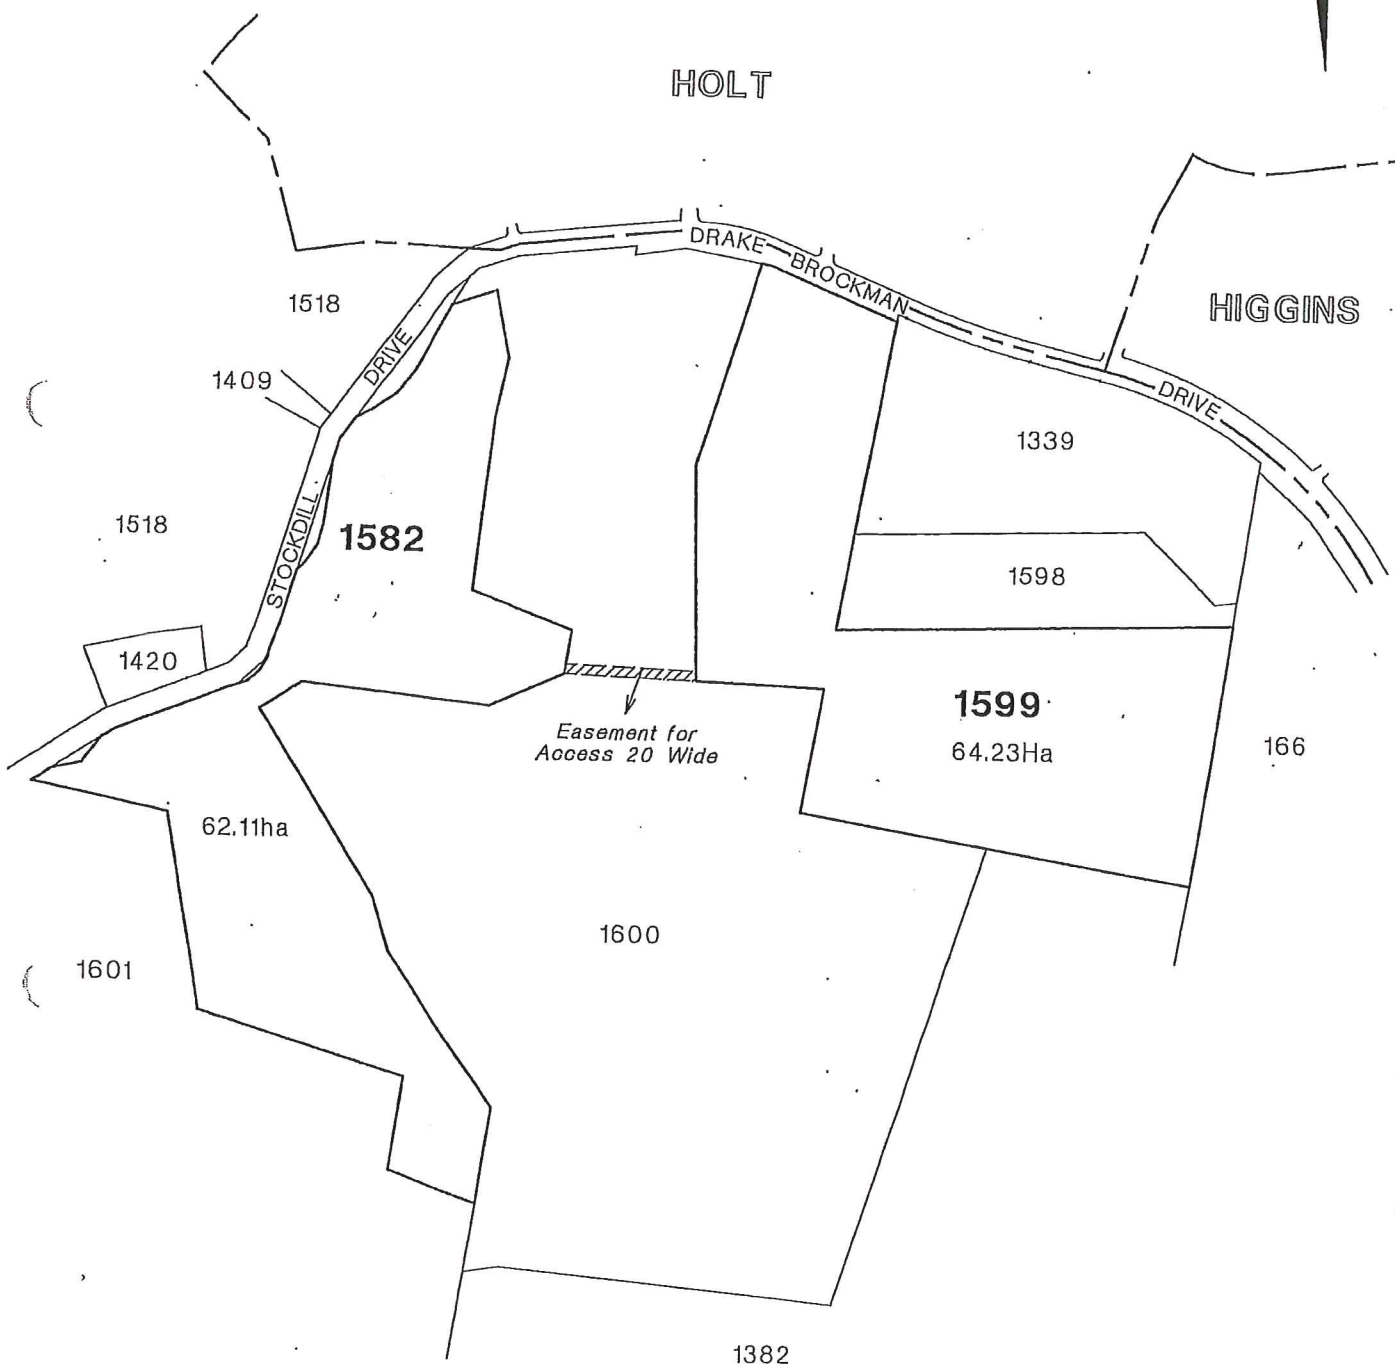 HOLT
DRAKE
BROCKMAN
HIGGINS
1518
DRIVE
1409
DRIVE
1339
1518
STOCKDILL
1582
1598
1420
Easement for
Access 20 Wide
1599
64.23Ha
166
62.11ha
1600
1601
1382